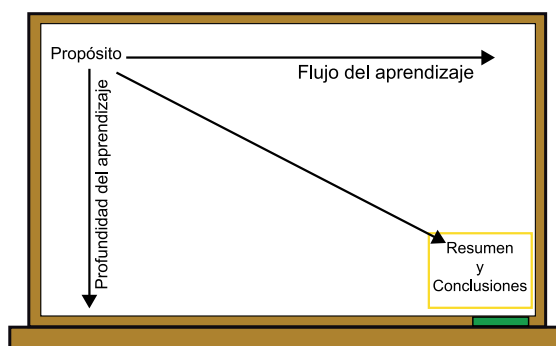 Propósito
Flujo del aprendizaje
Profundidad del aprendizaje
Resumen
y
Conclusiones